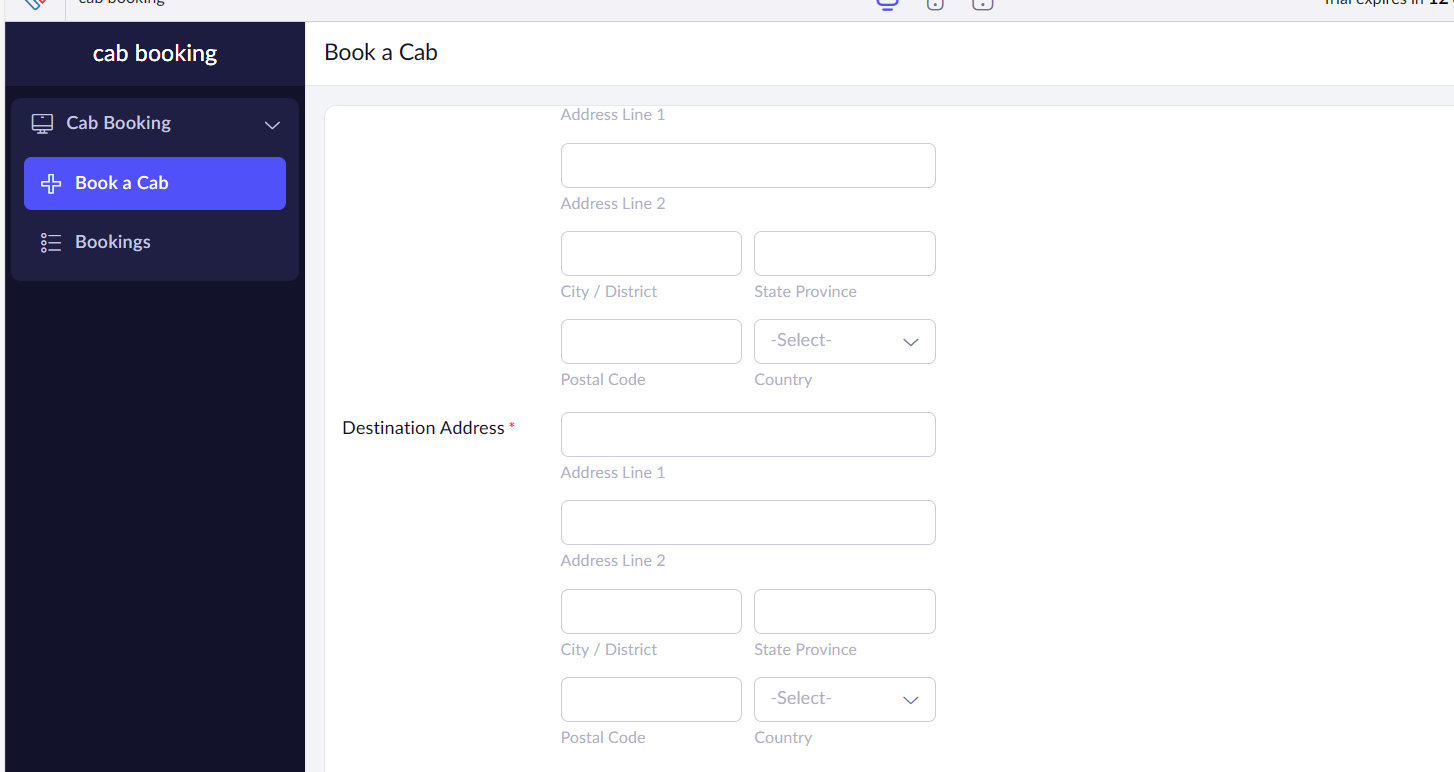 cab booking
Trial expires in 12
cab booking
Book a Cab
Cab Booking
Book a Cab
Bookings
Address Line 1
Address Line 2
City / District State Province
-Select-
Postal Code Country
Destination Address *
Address Line 1
Address Line 2
City / District State Province
-Select-
Postal Code Country